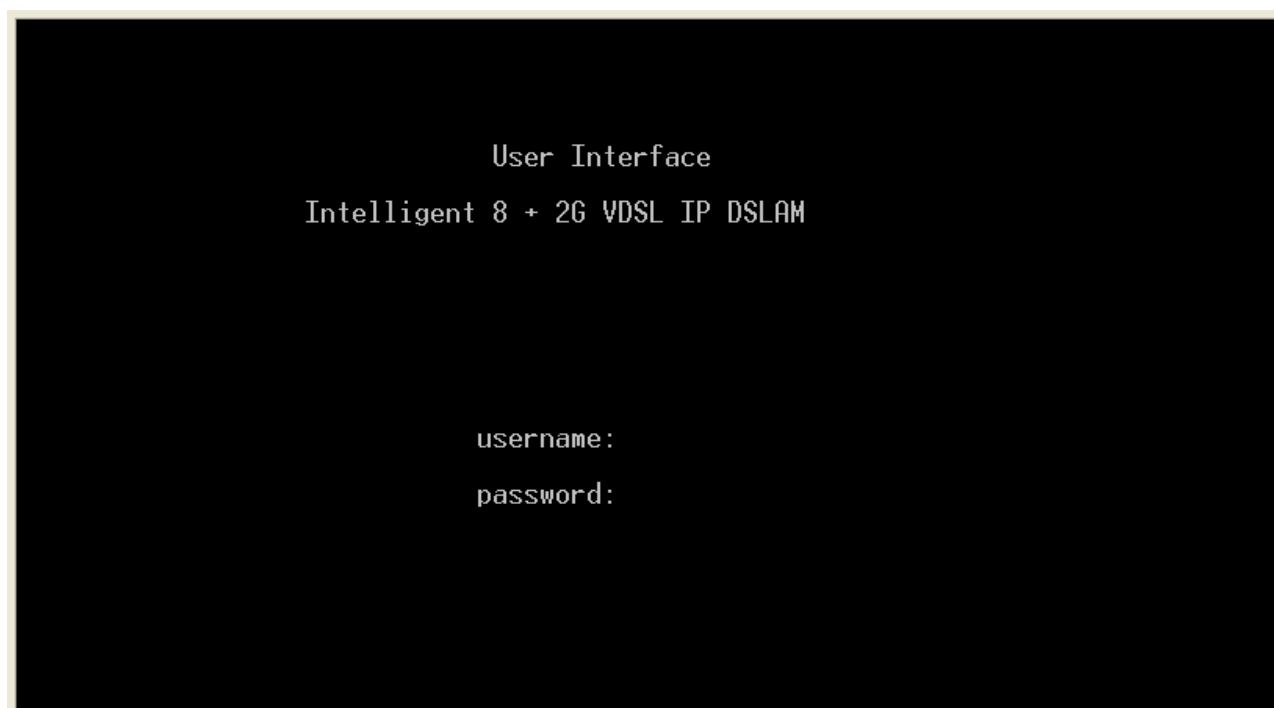 User Interface
Intelligent 8 + 2G VDSL IP DSLAM
username:
password: